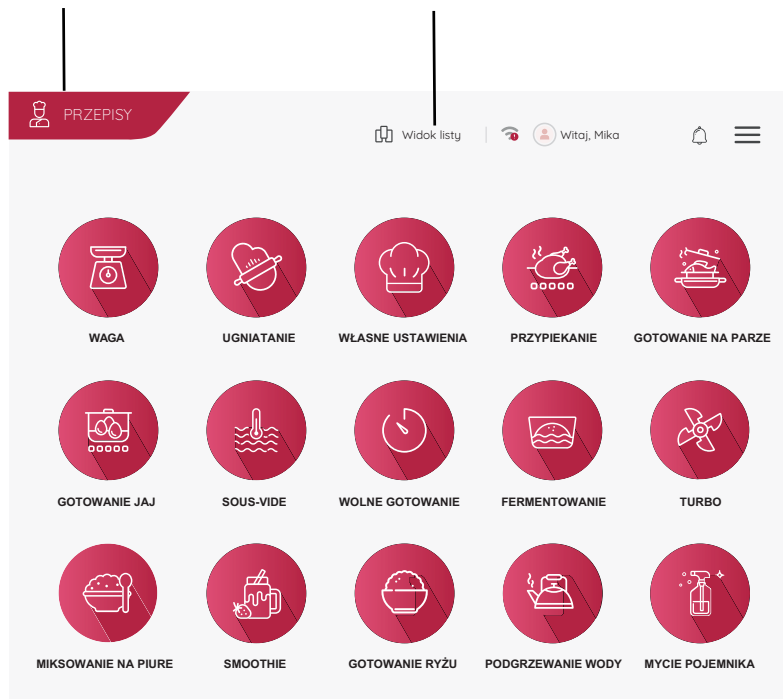 PRZEPISY
Widok listy
Witaj, Mika
WAGA
UGNIATANIE
WŁASNE USTAWIENIA
PRZYPIEKANIE
GOTOWANIE NA PARZE
GOTOWANIE JAJ
SOUS-VIDE
WOLNE GOTOWANIE
FERMENTOWANIE
TURBO
MIKSOWANIE NA PIURE
SMOOTHIE
GOTOWANIE RYŻU
PODGRZEWANIE WODY
MYCIE POJEMNIKA